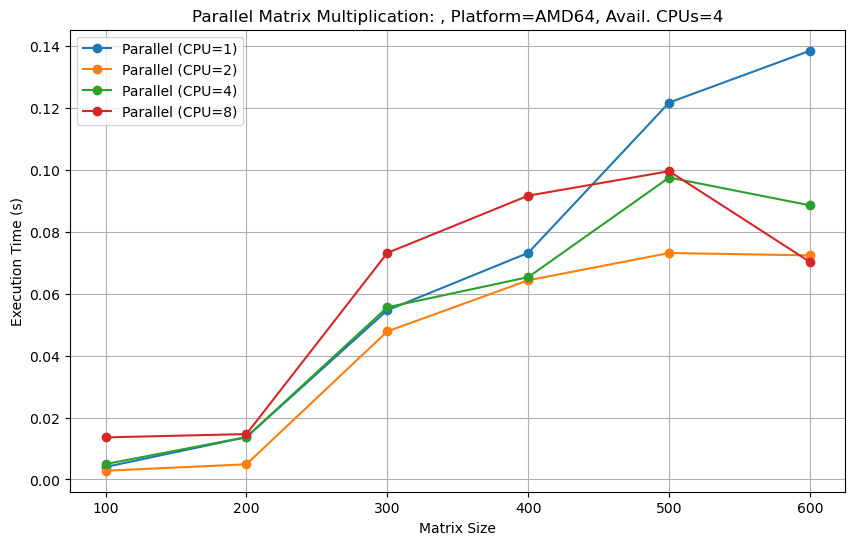 Parallel Matrix Multiplication: , Platform=AMD64, Avail. CPUs=4
Parallel (CPU=1)
Parallel (CPU=2)
Parallel (CPU=4)
Parallel (CPU=8)
Execution Time (s)
0.14
0.12
0.10
0.08
0.06
0.04
0.02
0.00
100 200 300 400 500 600
Matrix Size